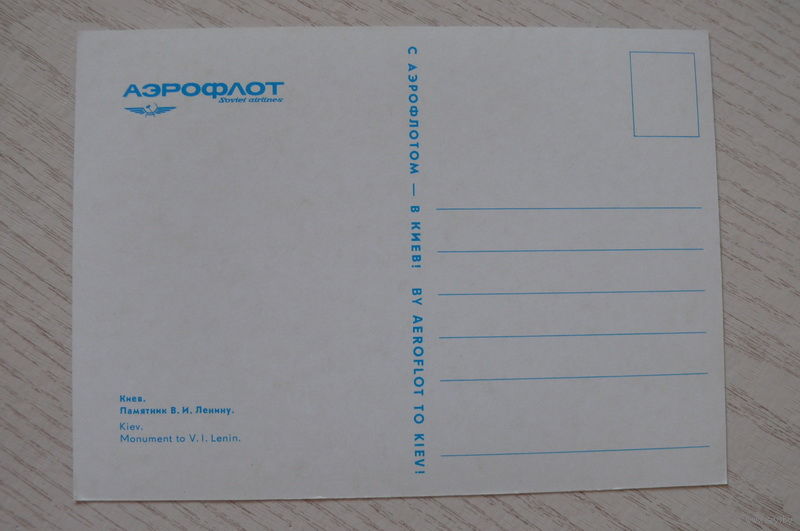 АЭРОФЛОТ
Soviet airlines
Киев.
Памятник В. И. Ленину.
Kiev.
Monument to V. I. Lenin.
С АЭРОФЛОТОМ — В КИЕВ! BY AEROFLOT TO KIEV!